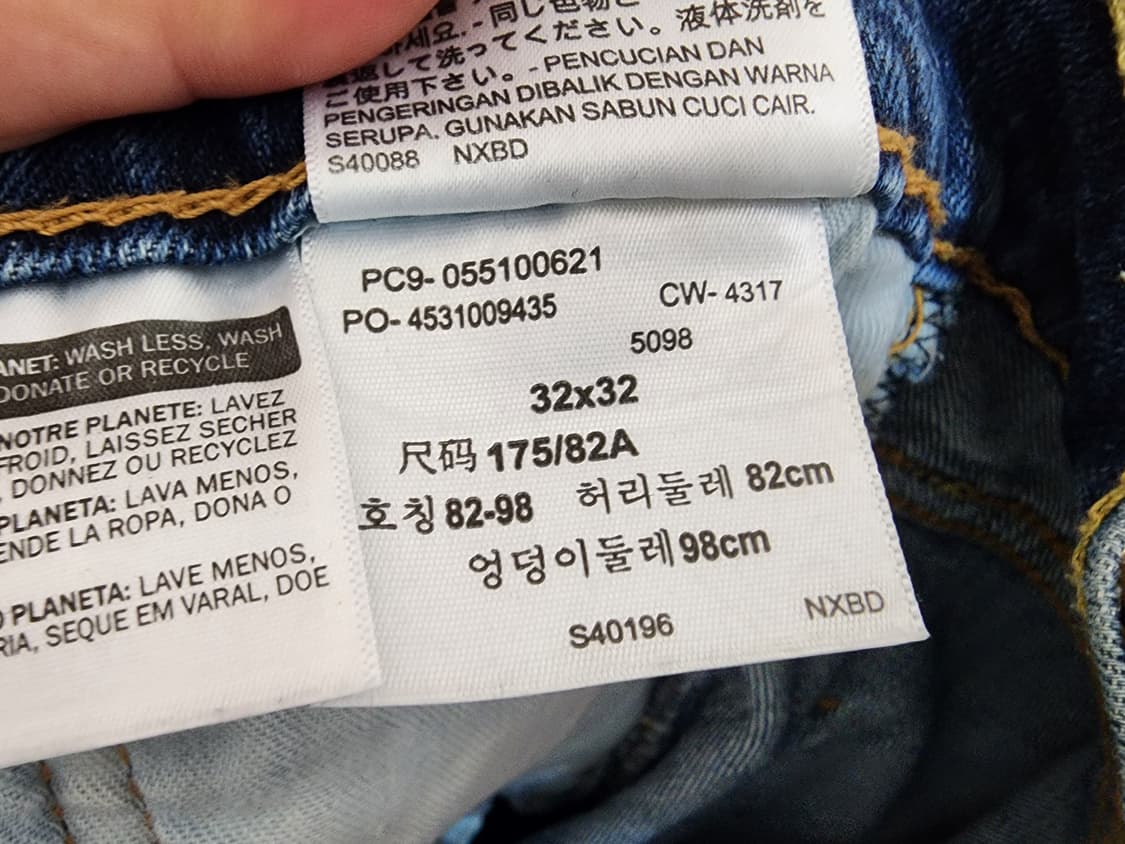 同じ色物と
하세요. - 
返して洗ってください。液体洗剤を
ご使用下さい。 - PENCUCIAN DAN
PENGERINGAN DIBALIK DENGAN WARNA
SERUPA. GUNAKAN SABUN CUCI CAIR.
S40088 NXBD
PC9- 055100621
PO- 4531009435
CW- 4317
5098
32x32
尺码 175/82A
호칭 82-98 허리둘레 82cm
엉덩이둘레 98cm
S40196
NXBD
ANET: WASH LESS, WASH
DONATE OR RECYCLE
NOTRE PLANETE: LAVEZ
FROID, LAISSEZ SECHER
, DONNEZ OU RECYCLEZ
PLANETA: LAVA MENOS,
ENDE LA ROPA, DONA O
O PLANETA: LAVE MENOS,
RIA, SEQUE EM VARAL, DOE